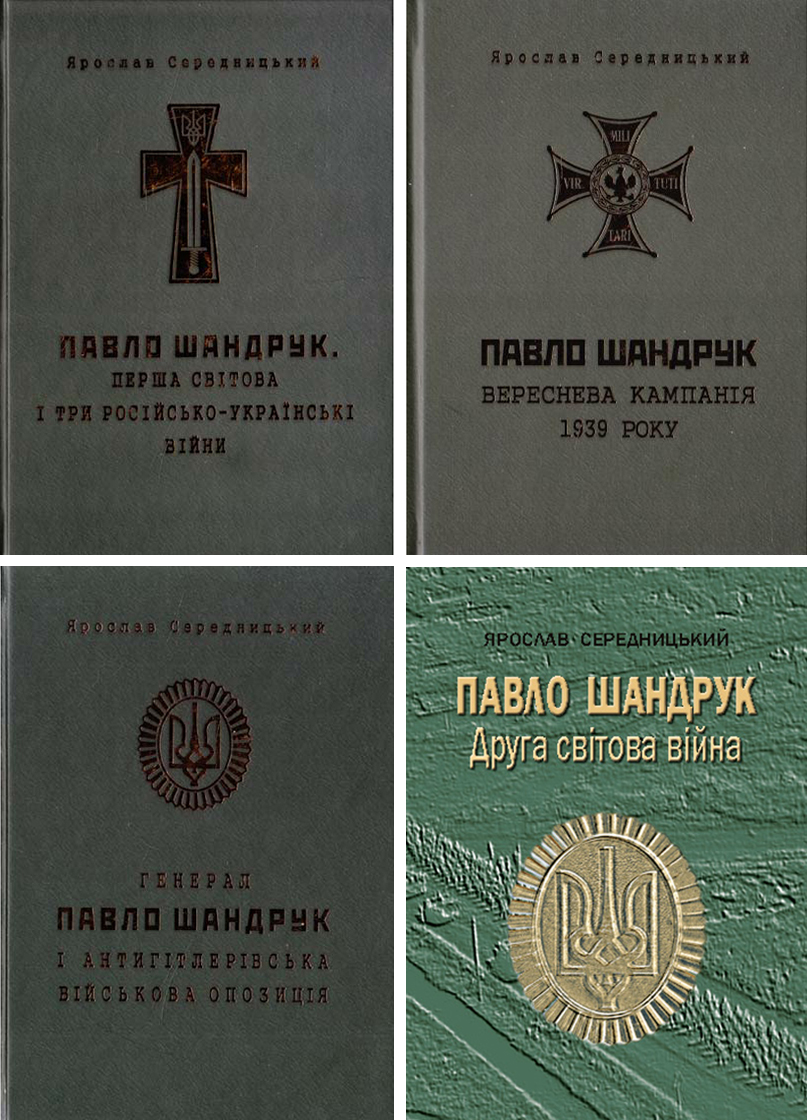 Ярослав Середницький
ПАВЛО ШАНДРУК.
ПЕРША СВІТОВА
І ТРИ РОСІЙСЬКО-УКРАЇНСЬКІ
ВІЙНИ
Ярослав Середницький
MILI
VIR TUTI
TARI
ПАВЛО ШАНДРУК
ВЕРЕСНЕВА КАМПАНІЯ
1939 РОКУ
Ярослав Середницький
ГЕНЕРАЛ
ПАВЛО ШАНДРУК
І АНТИГІТЛЕРІВСЬКА
ВІЙСЬКОВА ОПОЗИЦІЯ
ЯРОСЛАВ СЕРЕДНИЦЬКИЙ
ПАВЛО ШАНДРУК
Друга світова війна